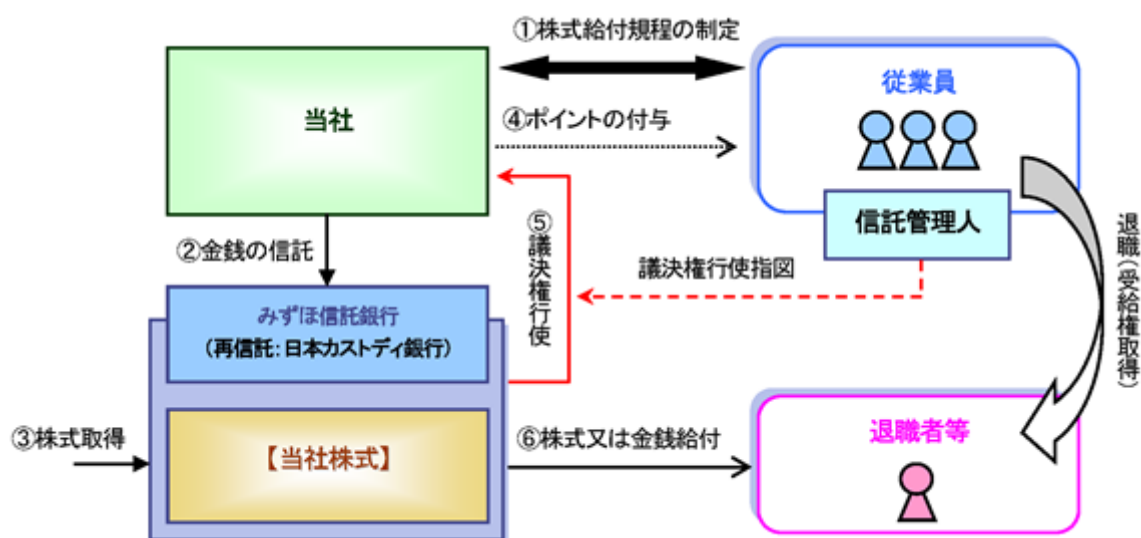 ①株式給付規程の制定
当社
従業員
④ポイントの付与
信託管理人
②金銭の信託
⑤議決権行使
議決権行使指図
退職(受給権取得)
みずほ信託銀行
(再信託:日本カストディ銀行)
③株式取得
【当社株式】
⑥株式又は金銭給付
退職者等